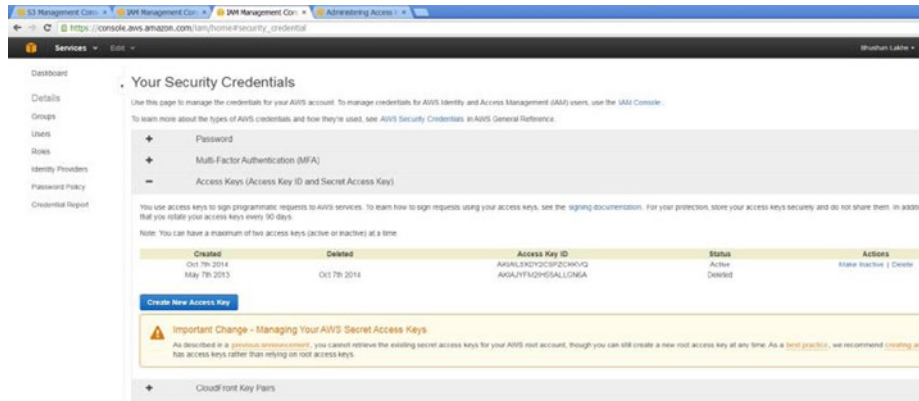 S3 Management Cons
IAM Management Con
IAM Management Con
Administering Access
https://console.aws.amazon.com/iam/home#security_credential
Services
Edit
Bhushan Lakhe
Dashboard
Details
Groups
Users
Roles
Identity Providers
Password Policy
Credential Report
Your Security Credentials
Use this page to manage the credentials for your AWS account. To manage credentials for AWS Identity and Access Management (IAM) users, use the IAM Console.
To learn more about the types of AWS credentials and how they're used, see AWS Security Credentials in AWS General Reference.
+ Password
+ Multi-Factor Authentication (MFA)
− Access Keys (Access Key ID and Secret Access Key)
You use access keys to sign programmatic requests to AWS services. To learn how to sign requests using your access keys, see the signing documentation. For your protection, store your access keys securely and do not share them. In addi
that you rotate your access keys every 90 days.
Note: You can have a maximum of two access keys (active or inactive) at a time.
Created Deleted Access Key ID Status Actions
Oct 7th 2014 Active Make Inactive | Delete
May 7th 2013 Oct 7th 2014 Deleted
Create New Access Key
Important Change - Managing Your AWS Secret Access Keys
As described in a previous announcement, you cannot retrieve the existing secret access keys for your AWS root account, though you can still create a new root access key at any time. As a best practice, we recommend creating a
has access keys rather than relying on root access keys.
+ CloudFront Key Pairs